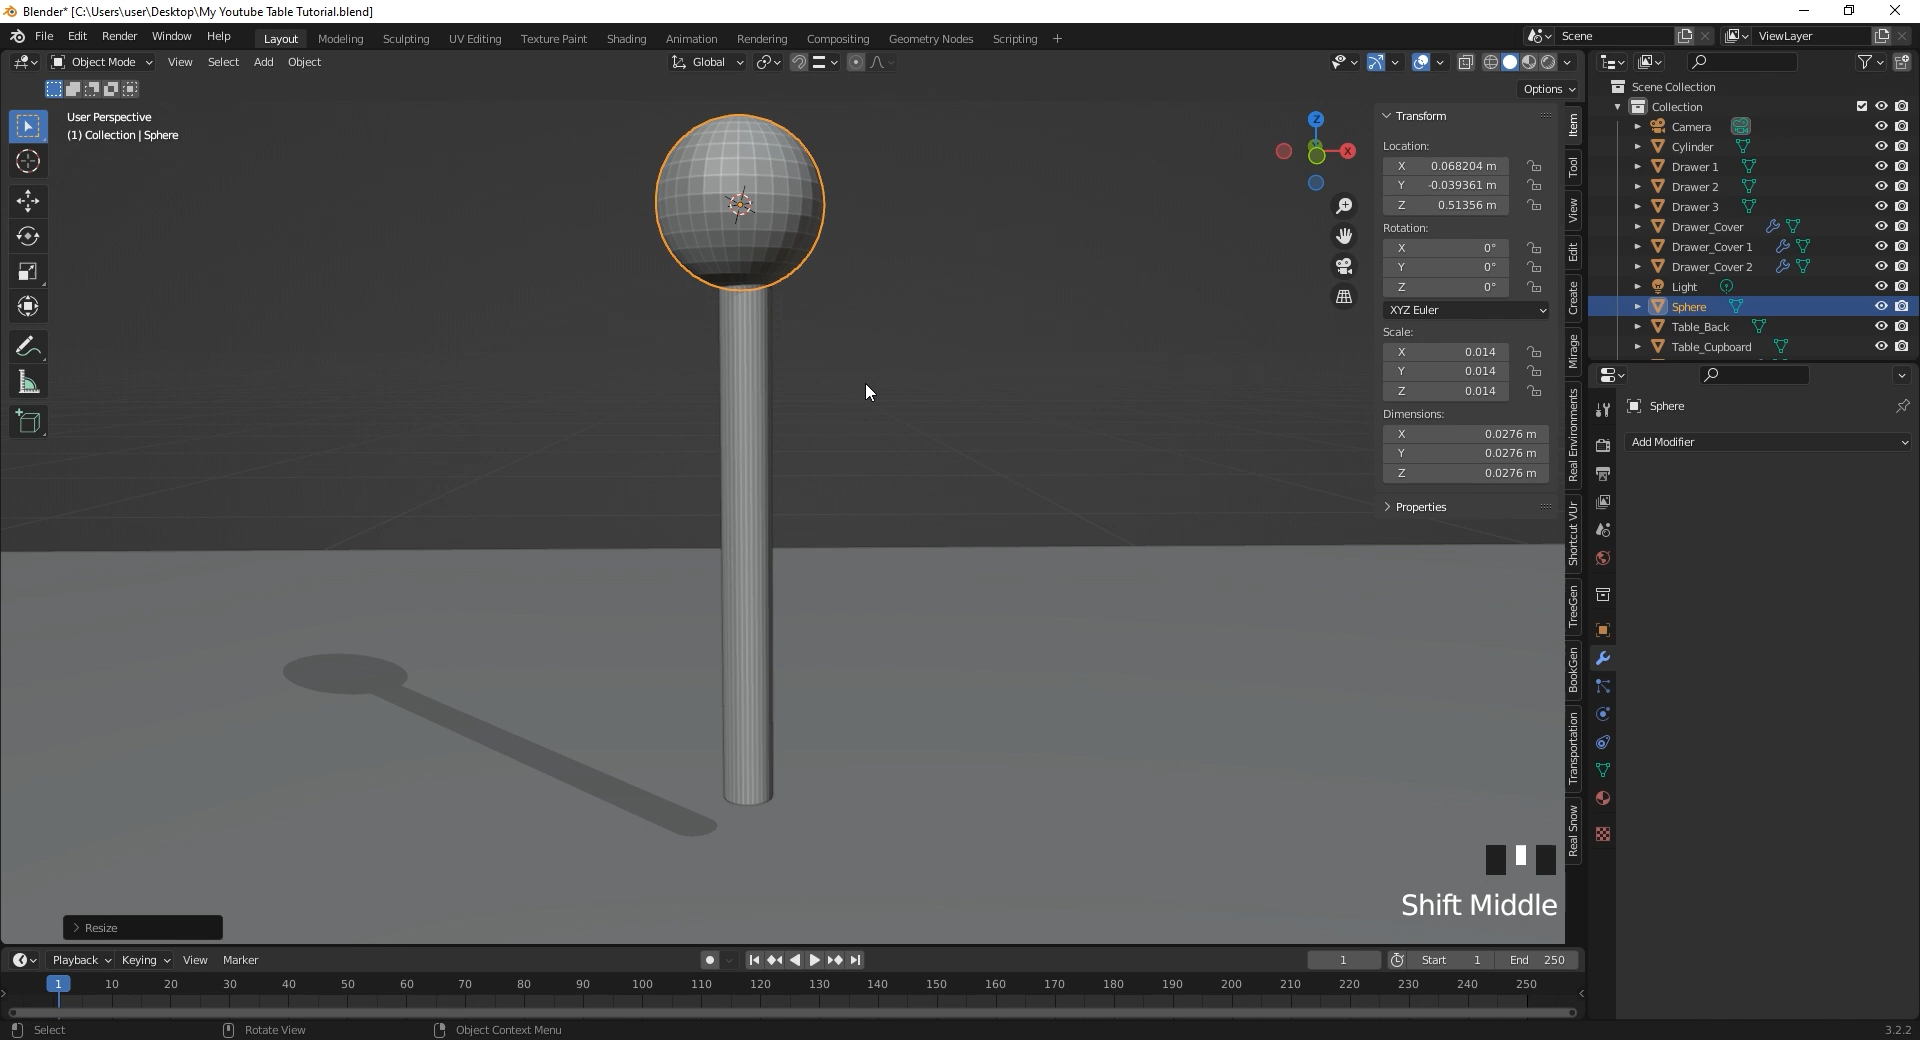 Blender* [C:\Users\user\Desktop\My Youtube Table Tutorial.blend]
File Edit Render Window Help Layout Modeling Sculpting UV Editing Texture Paint Shading Animation Rendering Compositing Geometry Nodes Scripting + Scene ViewLayer
Object Mode View Select Add Object Global
Options
User Perspective
(1) Collection | Sphere
Z
X
Transform
Location:
X 0.068204 m
Y -0.039361 m
Z 0.51356 m
Rotation:
X 0°
Y 0°
Z 0°
XYZ Euler
Scale:
X 0.014
Y 0.014
Z 0.014
Dimensions:
X 0.0276 m
Y 0.0276 m
Z 0.0276 m
Properties
Item
Tool
View
Edit
Create
Mirage
Real Environments
Shortcut VUr
TreeGen
BookGen
Transportation
Real Snow
Scene Collection
Collection
Camera
Cylinder
Drawer 1
Drawer 2
Drawer 3
Drawer_Cover
Drawer_Cover 1
Drawer_Cover 2
Light
Sphere
Table_Back
Table_Cupboard
Sphere
Add Modifier
Shift Middle
Resize
Playback Keying View Marker 1 Start 1 End 250
1 10 20 30 40 50 60 70 80 90 100 110 120 130 140 150 160 170 180 190 200 210 220 230 240 250
Select Rotate View Object Context Menu 3.2.2